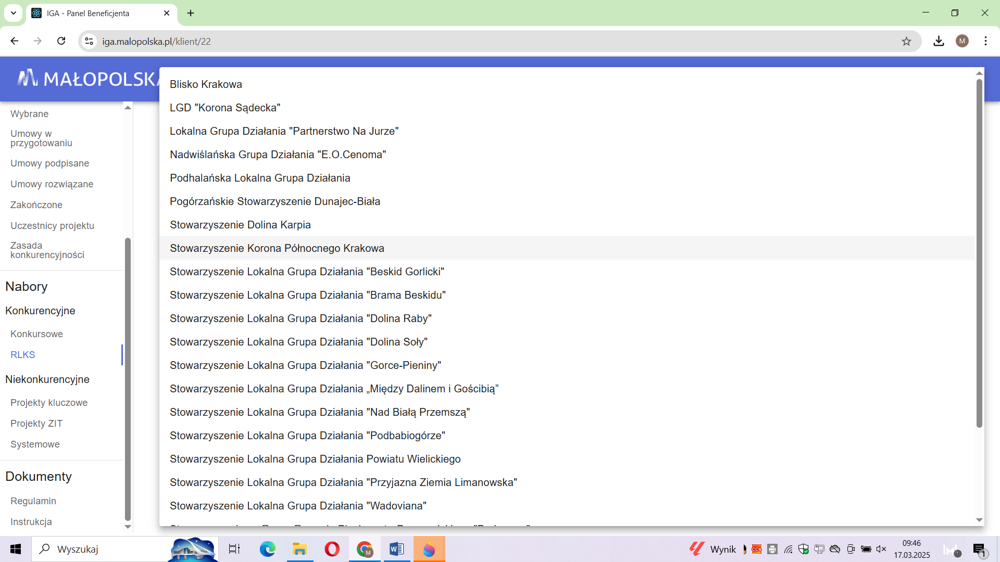 IGA - Panel Beneficjenta
iga.malopolska.pl/klient/22
M
MAŁOPOLSKA
Wybrane
Umowy w
przygotowaniu
Umowy podpisane
Umowy rozwiązane
Zakończone
Uczestnicy projektu
Zasada
konkurencyjności
Nabory
Konkurencyjne
Konkursowe
RLKS
Niekonkurencyjne
Projekty kluczowe
Projekty ZIT
Systemowe
Dokumenty
Regulamin
Instrukcja
Blisko Krakowa
LGD "Korona Sądecka"
Lokalna Grupa Działania "Partnerstwo Na Jurze"
Nadwiślańska Grupa Działania "E.O.Cenoma"
Podhalańska Lokalna Grupa Działania
Pogórzańskie Stowarzyszenie Dunajec-Biała
Stowarzyszenie Dolina Karpia
Stowarzyszenie Korona Północnego Krakowa
Stowarzyszenie Lokalna Grupa Działania "Beskid Gorlicki"
Stowarzyszenie Lokalna Grupa Działania "Brama Beskidu"
Stowarzyszenie Lokalna Grupa Działania "Dolina Raby"
Stowarzyszenie Lokalna Grupa Działania "Dolina Soły"
Stowarzyszenie Lokalna Grupa Działania "Gorce-Pieniny"
Stowarzyszenie Lokalna Grupa Działania „Między Dalinem i Gościbią”
Stowarzyszenie Lokalna Grupa Działania "Nad Białą Przemszą"
Stowarzyszenie Lokalna Grupa Działania "Podbabiogórze"
Stowarzyszenie Lokalna Grupa Działania Powiatu Wielickiego
Stowarzyszenie Lokalna Grupa Działania "Przyjazna Ziemia Limanowska"
Stowarzyszenie Lokalna Grupa Działania "Wadoviana"
Wyszukaj
Wynik
09:46
17.03.2025
1
1